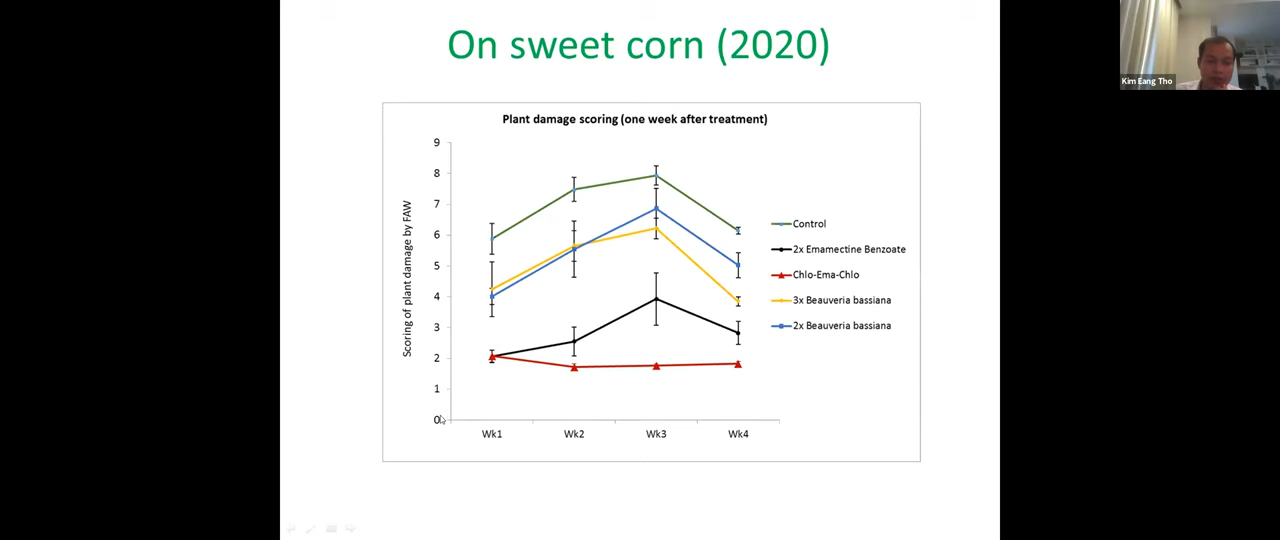 On sweet corn (2020)
Kim Eang Tho
Plant damage scoring (one week after treatment)
Scoring of plant damage by FAW
9
8
7
6
5
4
3
2
1
0
Wk1 Wk2 Wk3 Wk4
Control
2x Emamectine Benzoate
Chlo-Ema-Chlo
3x Beauveria bassiana
2x Beauveria bassiana